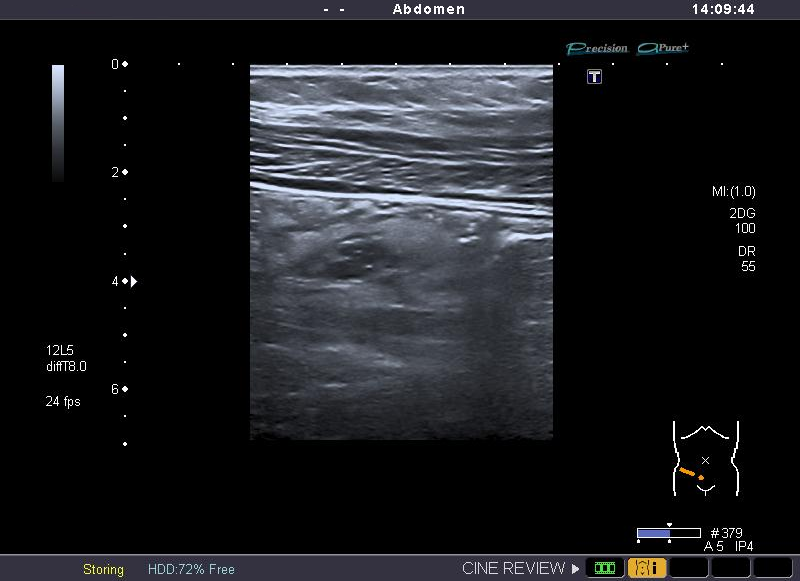 - - Abdomen 14:09:44
Precision APure+
T
0
2
4
6
MI:(1.0)
2DG
100
DR
55
12L5
diffT8.0
24 fps
#379
A 5 IP4
Storing HDD:72% Free CINE REVIEW
i